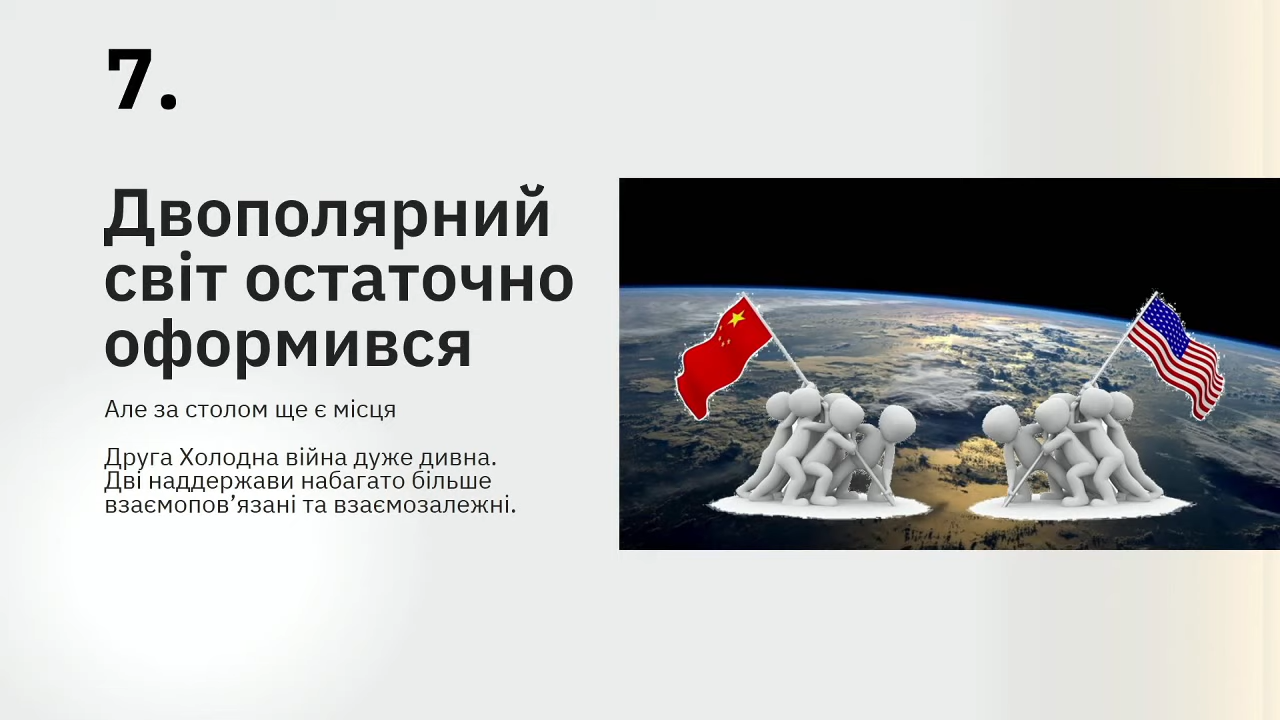 7.
Двополярний
світ остаточно
оформився
Але за столом ще є місця
Друга Холодна війна дуже дивна.
Дві наддержави набагато більше
взаємопов’язані та взаємозалежні.